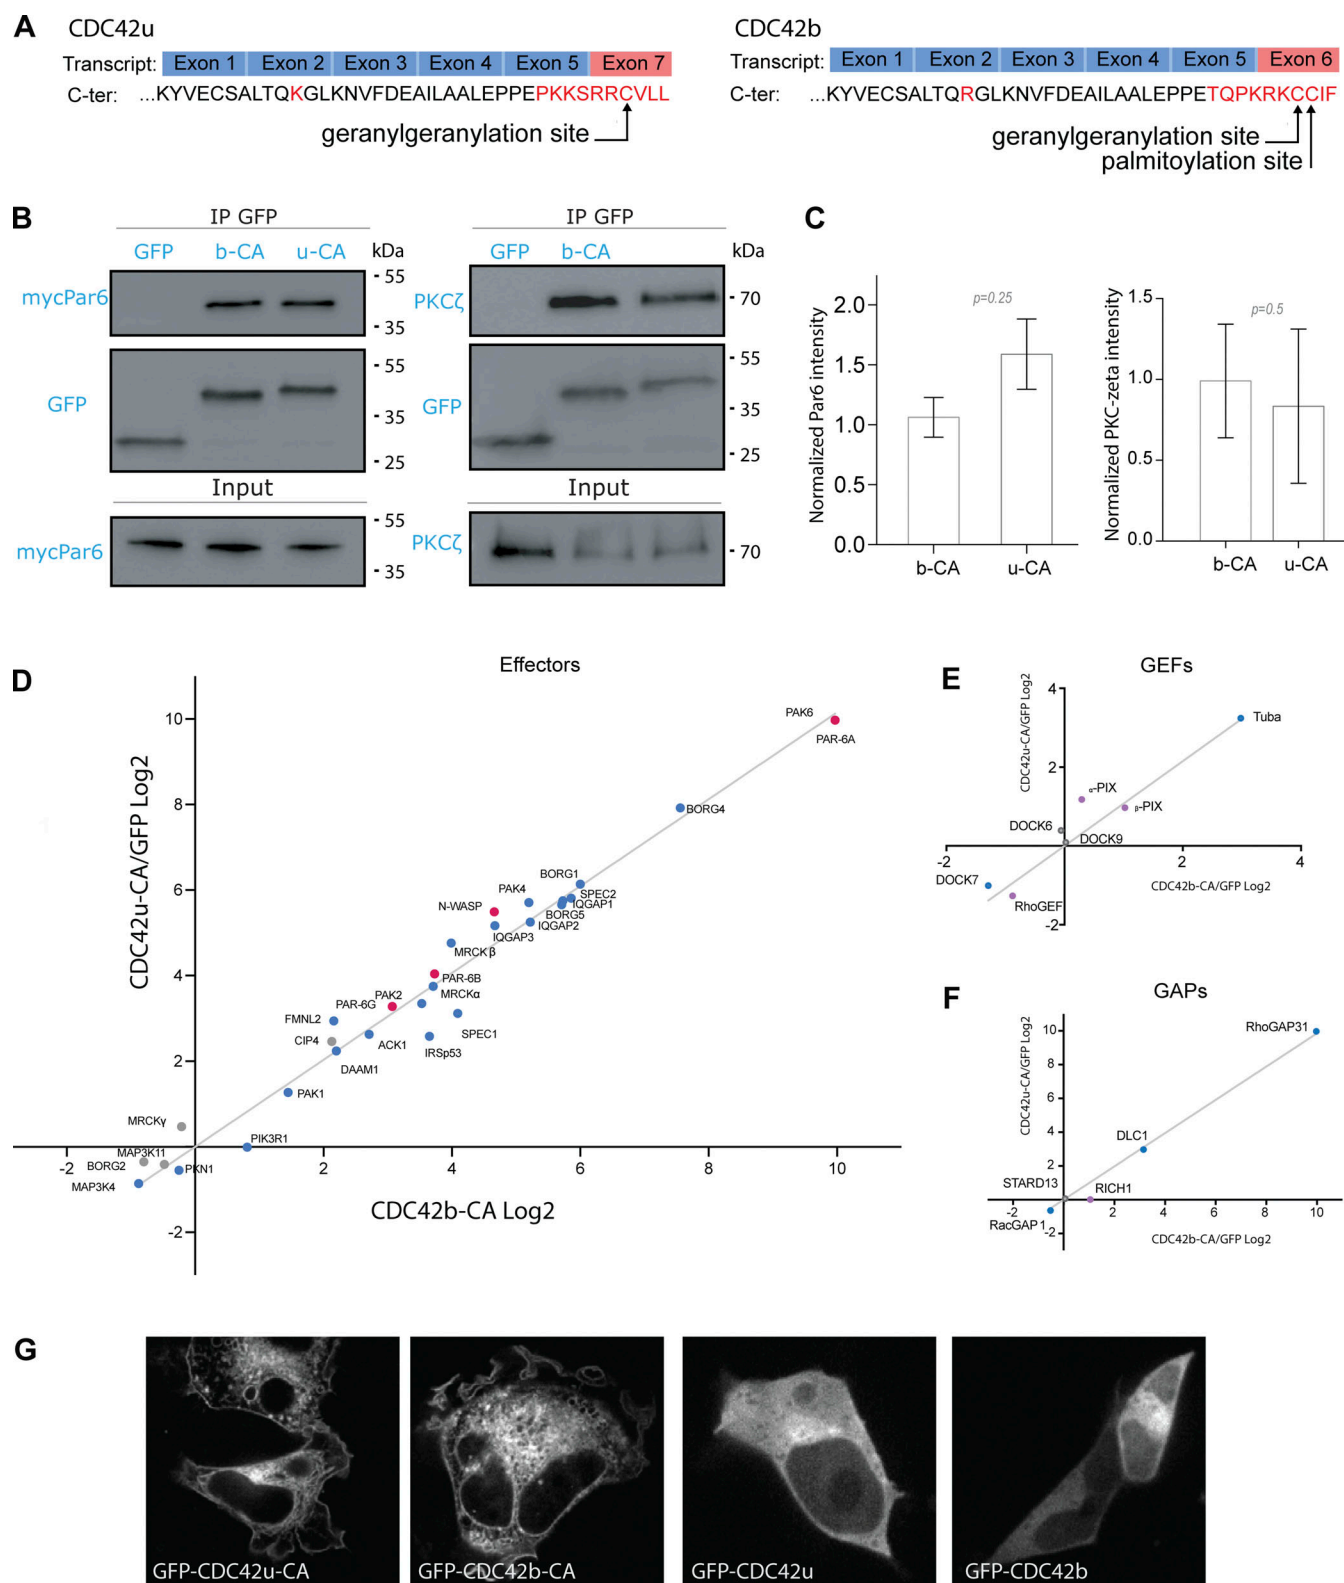 A
CDC42u
Transcript: Exon 1 Exon 2 Exon 3 Exon 4 Exon 5 Exon 7
C-ter: ...KYVECSALTQKGLKNVFDEAILAALEPPEPKKSRRCVLL
geranylgeranylation site
CDC42b
Transcript: Exon 1 Exon 2 Exon 3 Exon 4 Exon 5 Exon 6
C-ter: ...KYVECSALTQRGLKNVFDEAILAALEPPETQPKRKCCIF
geranylgeranylation site
palmitoylation site
B
IP GFP
GFP b-CA u-CA kDa
mycPar6
- 55
- 35
GFP
- 55
- 35
- 25
Input
mycPar6
- 55
- 35
IP GFP
GFP b-CA kDa
PKCζ
- 70
GFP
- 55
- 35
- 25
Input
PKCζ
- 70
C
Normalized Par6 intensity
2.0
1.5
1.0
0.5
0.0
p=0.25
b-CA u-CA
Normalized PKC-zeta intensity
1.5
1.0
0.5
0.0
p=0.5
b-CA u-CA
D
Effectors
CDC42u-CA/GFP Log2
10
8
6
4
2
-2
-2 2 4 6 8 10
CDC42b-CA Log2
PAK6
PAR-6A
BORG4
BORG1
PAK4
SPEC2
IQGAP1
N-WASP
BORG5
IQGAP2
IQGAP3
MRCKβ
PAR-6B
PAK2
MRCKα
PAR-6G
FMNL2
SPEC1
CIP4
ACK1
IRSp53
DAAM1
PAK1
MRCKγ
PIK3R1
MAP3K11
BORG2
PKN1
MAP3K4
E
GEFs
CDC42u-CA/GFP Log2
4
2
-2
-2 2 4
CDC42b-CA/GFP Log2
Tuba
α-PIX
β-PIX
DOCK6
DOCK9
DOCK7
RhoGEF
F
GAPs
CDC42u-CA/GFP Log2
10
8
6
4
2
-2
-2 2 4 6 8 10
CDC42b-CA/GFP Log2
RhoGAP31
DLC1
STARD13
RICH1
RacGAP1
G
GFP-CDC42u-CA
GFP-CDC42b-CA
GFP-CDC42u
GFP-CDC42b